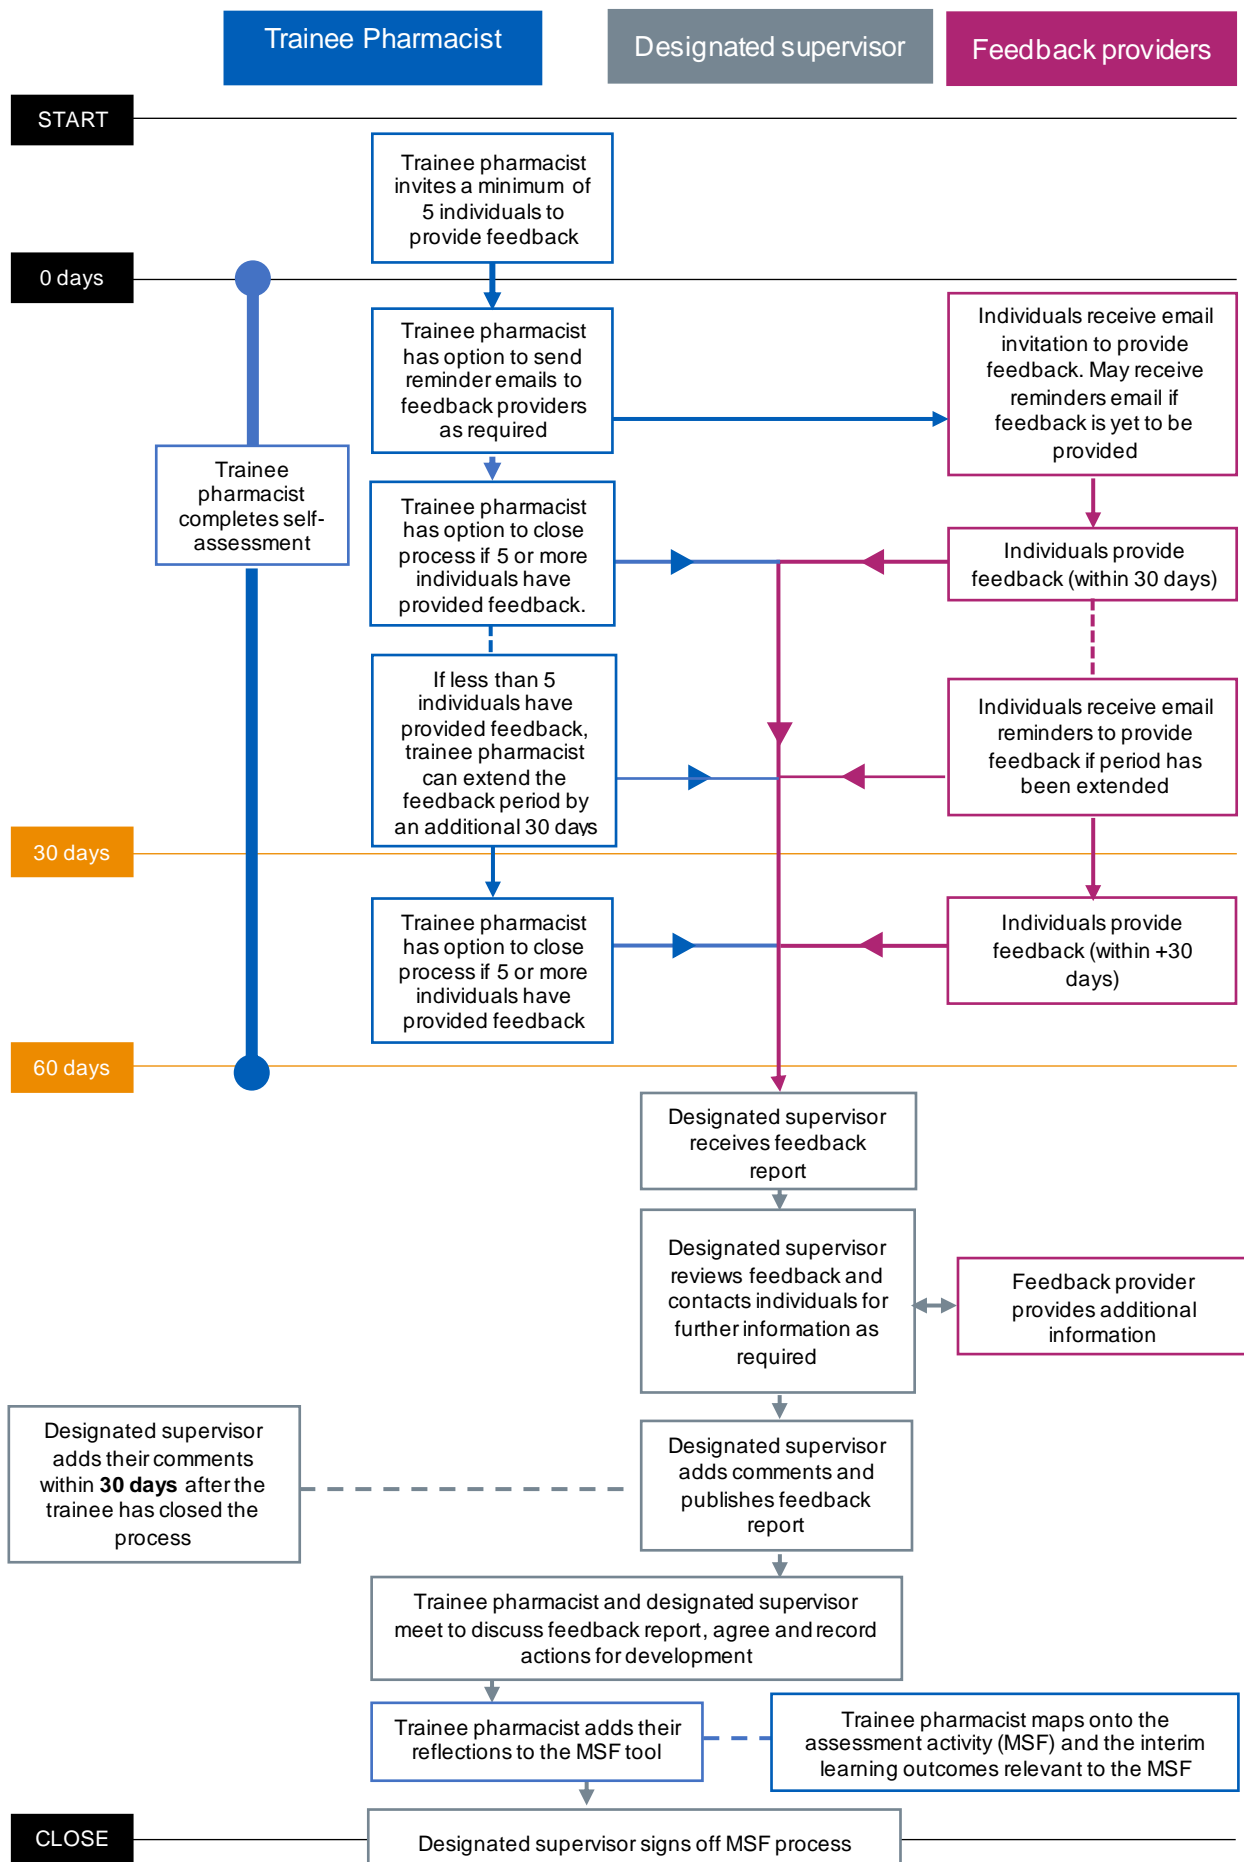 Trainee Pharmacist
Designated supervisor
Feedback providers
START
Trainee pharmacist
invites a minimum of
5 individuals to
provide feedback
0 days
Trainee pharmacist
has option to send
reminder emails to
feedback providers
as required
Individuals receive email
invitation to provide
feedback. May receive
reminders email if
feedback is yet to be
provided
Trainee
pharmacist
completes self-
assessment
Trainee pharmacist
has option to close
process if 5 or more
individuals have
provided feedback.
Individuals provide
feedback (within 30 days)
If less than 5
individuals have
provided feedback,
trainee pharmacist
can extend the
feedback period by
an additional 30 days
Individuals receive email
reminders to provide
feedback if period has
been extended
30 days
Trainee pharmacist
has option to close
process if 5 or more
individuals have
provided feedback
Individuals provide
feedback (within +30
days)
60 days
Designated supervisor
receives feedback
report
Designated supervisor
reviews feedback and
contacts individuals for
further information as
required
Feedback provider
provides additional
information
Designated supervisor
adds their comments
within 30 days after the
trainee has closed the
process
Designated supervisor
adds comments and
publishes feedback
report
Trainee pharmacist and designated supervisor
meet to discuss feedback report, agree and record
actions for development
Trainee pharmacist adds their
reflections to the MSF tool
Trainee pharmacist maps onto the
assessment activity (MSF) and the interim
learning outcomes relevant to the MSF
CLOSE
Designated supervisor signs off MSF process